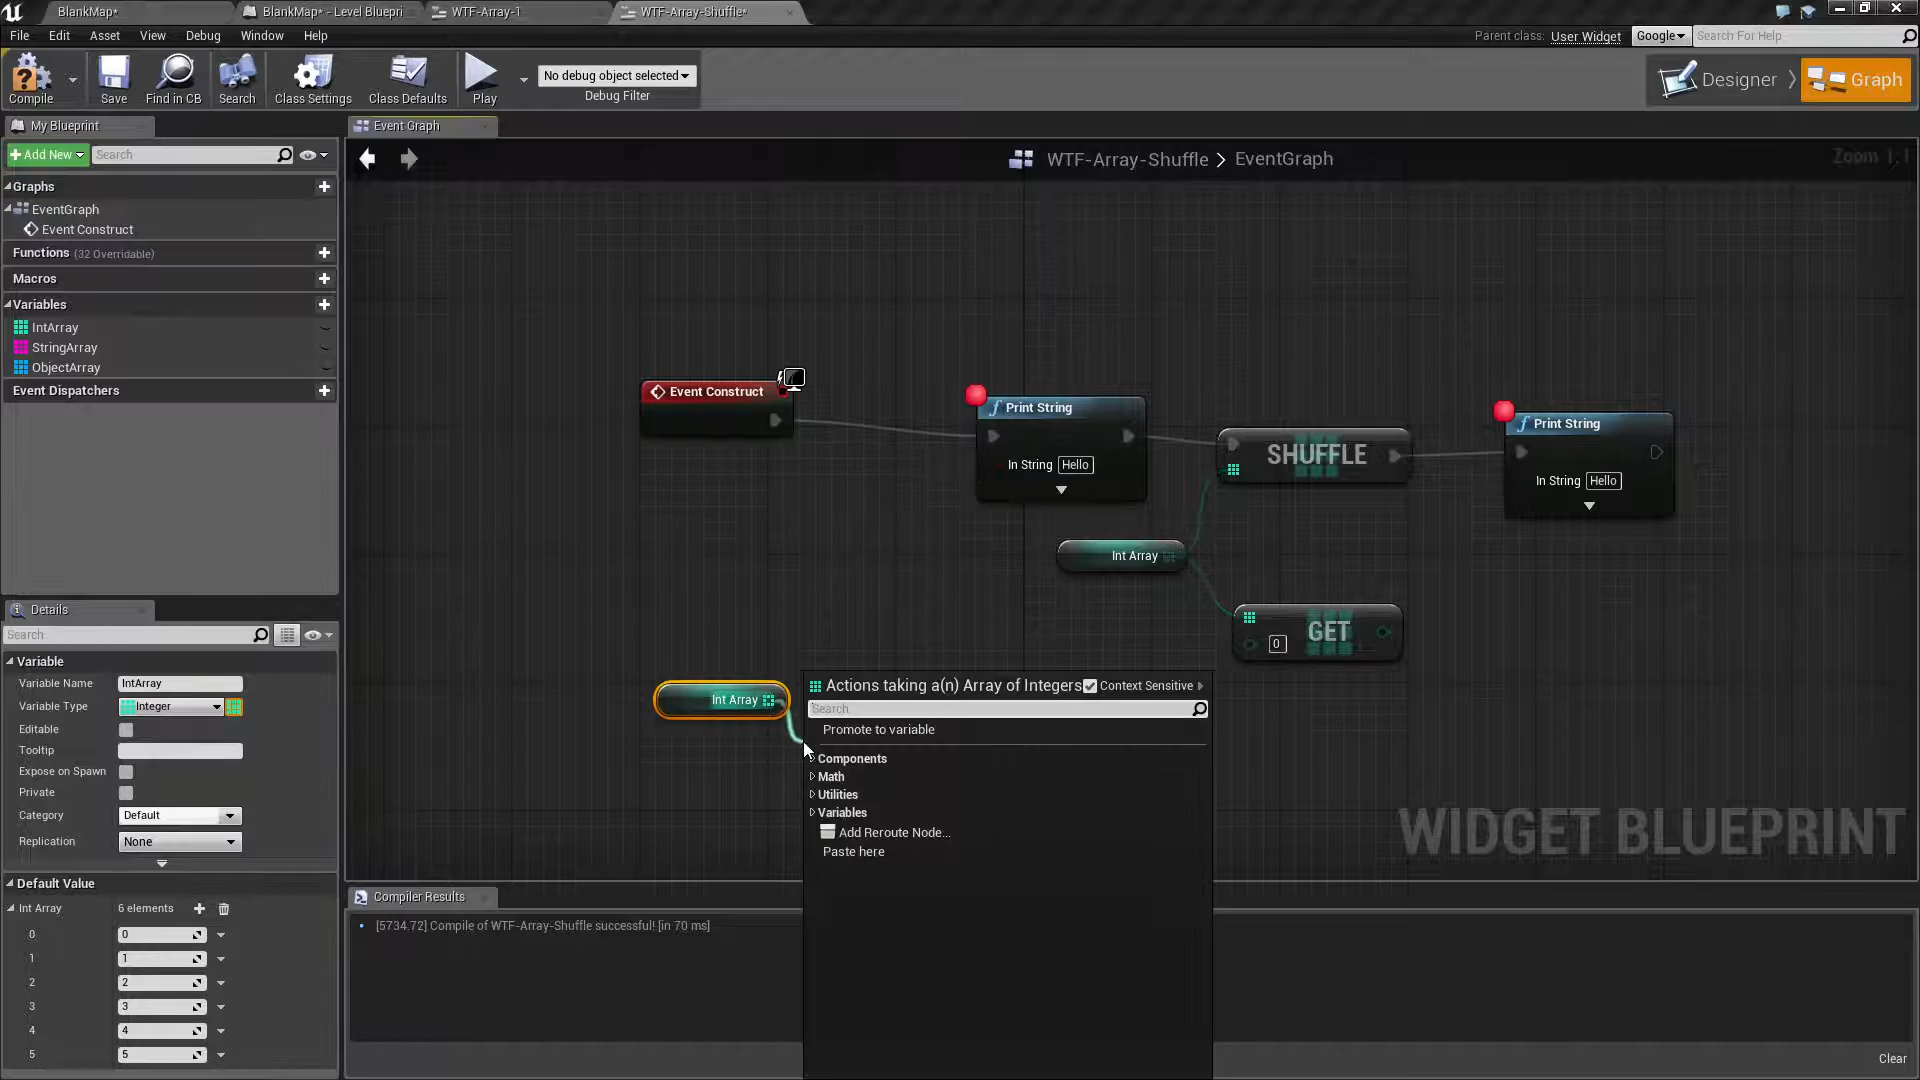 BlankMap*
BlankMap* - Level Bluepri
WTF-Array-1
WTF-Array-Shuffle*
File
Edit
Asset
View
Debug
Window
Help
Parent class:
User Widget
Google
Search For Help
Compile
Save
Find in CB
Search
Class Settings
Class Defaults
Play
No debug object selected
Debug Filter
Designer
Graph
My Blueprint
Event Graph
Add New
Search
WTF-Array-Shuffle > EventGraph
Zoom 1:1
Graphs
EventGraph
Event Construct
Functions (32 Overridable)
Macros
Variables
IntArray
StringArray
ObjectArray
Event Dispatchers
Event Construct
Print String
In String Hello
SHUFFLE
Print String
In String Hello
Int Array
0 GET
Int Array
Actions taking a(n) Array of Integers
Context Sensitive
Search
Promote to variable
Components
Math
Utilities
Variables
Add Reroute Node...
Paste here
WIDGET BLUEPRINT
Details
Search
Variable
Variable Name IntArray
Variable Type Integer
Editable
Tooltip
Expose on Spawn
Private
Category Default
Replication None
Default Value
Int Array 6 elements
0 0
1 1
2 2
3 3
4 4
5 5
Compiler Results
[5734.72] Compile of WTF-Array-Shuffle successful! [in 70 ms]
Clear